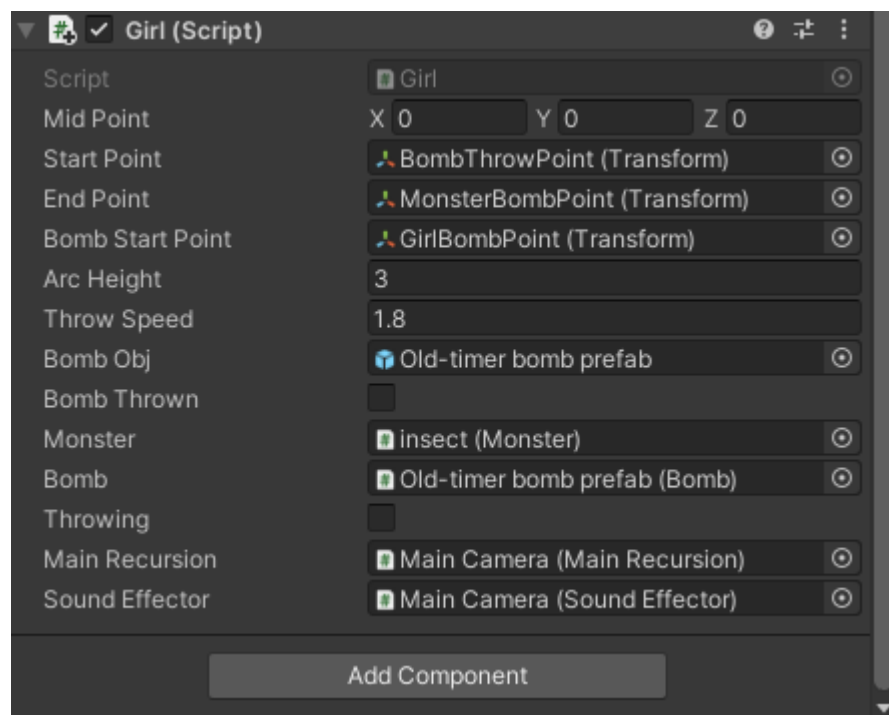 Girl (Script)
Script Girl
Mid Point X 0 Y 0 Z 0
Start Point BombThrowPoint (Transform)
End Point MonsterBombPoint (Transform)
Bomb Start Point GirlBombPoint (Transform)
Arc Height 3
Throw Speed 1.8
Bomb Obj Old-timer bomb prefab
Bomb Thrown
Monster insect (Monster)
Bomb Old-timer bomb prefab (Bomb)
Throwing
Main Recursion Main Camera (Main Recursion)
Sound Effector Main Camera (Sound Effector)
Add Component